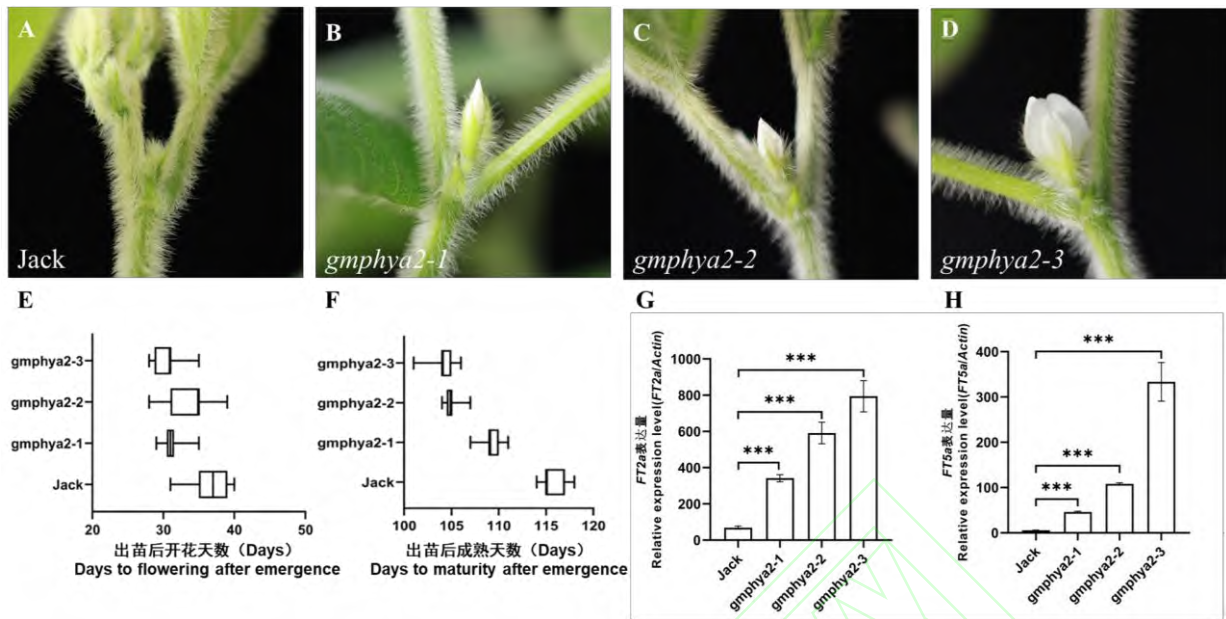 A
Jack
B
gmphya2-1
C
gmphya2-2
D
gmphya2-3
E
gmphya2-3
gmphya2-2
gmphya2-1
Jack
20
30
40
50
出苗后开花天数（Days）
Days to flowering after emergence
F
gmphya2-3
gmphya2-2
gmphya2-1
Jack
100
105
110
115
120
出苗后成熟天数（Days）
Days to maturity after emergence
G
FT2a表达量
Relative expression level(FT2a/Actin)
1000
800
600
400
200
0
***
***
***
Jack
gmphya2-1
gmphya2-2
gmphya2-3
H
FT5a表达量
Relative expression level(FT5a/Actin)
400
300
200
100
0
***
***
***
Jack
gmphya2-1
gmphya2-2
gmphya2-3